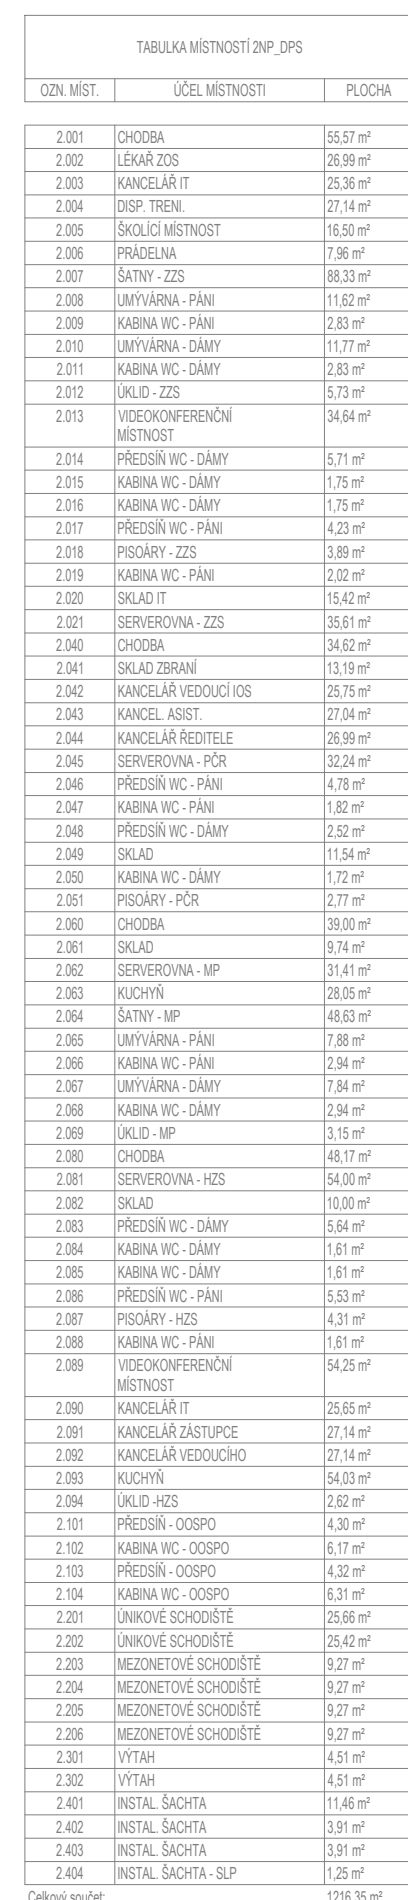 TABULKA MÍSTNOSTÍ 2NP_DPS
OZN. MÍST. ÚČEL MÍSTNOSTI PLOCHA
2.001 CHODBA 55,57 m²
2.002 LÉKAŘ ZOS 26,99 m²
2.003 KANCELÁŘ IT 25,36 m²
2.004 DISP. TRENI. 27,14 m²
2.005 ŠKOLÍCÍ MÍSTNOST 16,50 m²
2.006 PRÁDELNA 7,96 m²
2.007 ŠATNY - ZZS 88,33 m²
2.008 UMÝVÁRNA - PÁNI 11,62 m²
2.009 KABINA WC - PÁNI 2,83 m²
2.010 UMÝVÁRNA - DÁMY 11,77 m²
2.011 KABINA WC - DÁMY 2,83 m²
2.012 ÚKLID - ZZS 5,73 m²
2.013 VIDEOKONFERENČNÍ 34,64 m²
MÍSTNOST
2.014 PŘEDSÍŇ WC - DÁMY 5,71 m²
2.015 KABINA WC - DÁMY 1,75 m²
2.016 KABINA WC - DÁMY 1,75 m²
2.017 PŘEDSÍŇ WC - PÁNI 4,23 m²
2.018 PISOÁRY - ZZS 3,89 m²
2.019 KABINA WC - PÁNI 2,02 m²
2.020 SKLAD IT 15,42 m²
2.021 SERVEROVNA - ZZS 35,61 m²
2.040 CHODBA 34,62 m²
2.041 SKLAD ZBRANÍ 13,19 m²
2.042 KANCELÁŘ VEDOUCÍ IOS 25,75 m²
2.043 KANCEL. ASIST. 27,04 m²
2.044 KANCELÁŘ ŘEDITELE 26,99 m²
2.045 SERVEROVNA - PČR 32,24 m²
2.046 PŘEDSÍŇ WC - PÁNI 4,78 m²
2.047 KABINA WC - PÁNI 1,82 m²
2.048 PŘEDSÍŇ WC - DÁMY 2,52 m²
2.049 SKLAD 11,54 m²
2.050 KABINA WC - DÁMY 1,72 m²
2.051 PISOÁRY - PČR 2,77 m²
2.060 CHODBA 39,00 m²
2.061 SKLAD 9,74 m²
2.062 SERVEROVNA - MP 31,41 m²
2.063 KUCHYŇ 28,05 m²
2.064 ŠATNY - MP 48,63 m²
2.065 UMÝVÁRNA - PÁNI 7,88 m²
2.066 KABINA WC - PÁNI 2,94 m²
2.067 UMÝVÁRNA - DÁMY 7,84 m²
2.068 KABINA WC - DÁMY 2,94 m²
2.069 ÚKLID - MP 3,15 m²
2.080 CHODBA 48,17 m²
2.081 SERVEROVNA - HZS 54,00 m²
2.082 SKLAD 10,00 m²
2.083 PŘEDSÍŇ WC - DÁMY 5,64 m²
2.084 KABINA WC - DÁMY 1,61 m²
2.085 KABINA WC - DÁMY 1,61 m²
2.086 PŘEDSÍŇ WC - PÁNI 5,53 m²
2.087 PISOÁRY - HZS 4,31 m²
2.088 KABINA WC - PÁNI 1,61 m²
2.089 VIDEOKONFERENČNÍ 54,25 m²
MÍSTNOST
2.090 KANCELÁŘ IT 25,65 m²
2.091 KANCELÁŘ ZÁSTUPCE 27,14 m²
2.092 KANCELÁŘ VEDOUCÍHO 27,14 m²
2.093 KUCHYŇ 54,03 m²
2.094 ÚKLID -HZS 2,62 m²
2.101 PŘEDSÍŇ - OOSPO 4,30 m²
2.102 KABINA WC - OOSPO 6,17 m²
2.103 PŘEDSÍŇ - OOSPO 4,32 m²
2.104 KABINA WC - OOSPO 6,31 m²
2.201 ÚNIKOVÉ SCHODIŠTĚ 25,66 m²
2.202 ÚNIKOVÉ SCHODIŠTĚ 25,42 m²
2.203 MEZONETOVÉ SCHODIŠTĚ 9,27 m²
2.204 MEZONETOVÉ SCHODIŠTĚ 9,27 m²
2.205 MEZONETOVÉ SCHODIŠTĚ 9,27 m²
2.206 MEZONETOVÉ SCHODIŠTĚ 9,27 m²
2.301 VÝTAH 4,51 m²
2.302 VÝTAH 4,51 m²
2.401 INSTAL. ŠACHTA 11,46 m²
2.402 INSTAL. ŠACHTA 3,91 m²
2.403 INSTAL. ŠACHTA 3,91 m²
2.404 INSTAL. ŠACHTA - SLP 1,25 m²
Celkový součet: 1216,35 m²